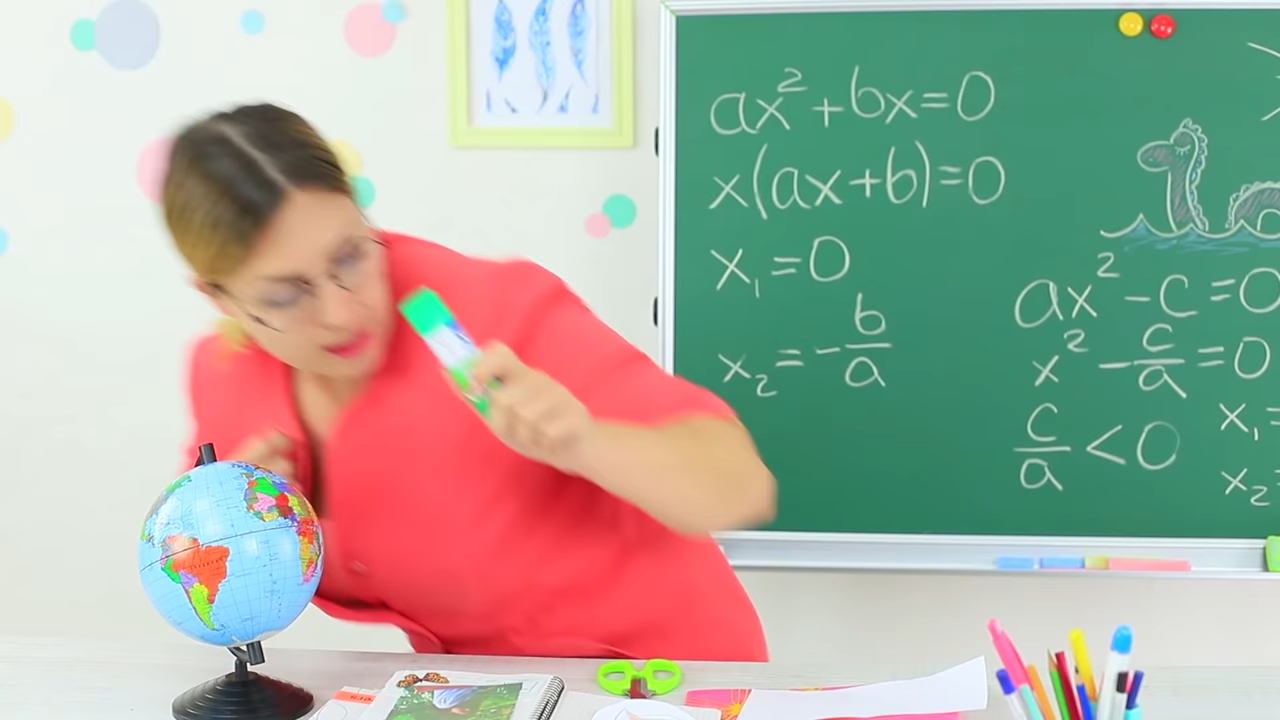 ax²+bx=0
x(ax+b)=0
x₁=0
x₂=-b/a
ax²-c=0
x²-c/a=0
c/a<0
x₁=
x₂=